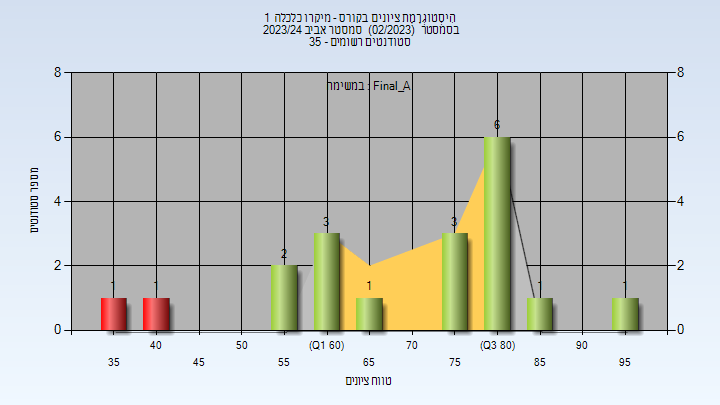 היסטוגרמת ציונים בקורס - מיקרו כלכלה 1
בסמסטר (02/2023) סמסטר אביב 2023/24
סטודנטים רשומים - 35
במשימה : Final_A
מספר סטודנטים
8 8
6 6
4 4
2 2
0 0
1 1 2 3 1 3 6 1 1
40 50 (Q1 60) 70 (Q3 80) 90
35 45 55 65 75 85 95
טווח ציונים